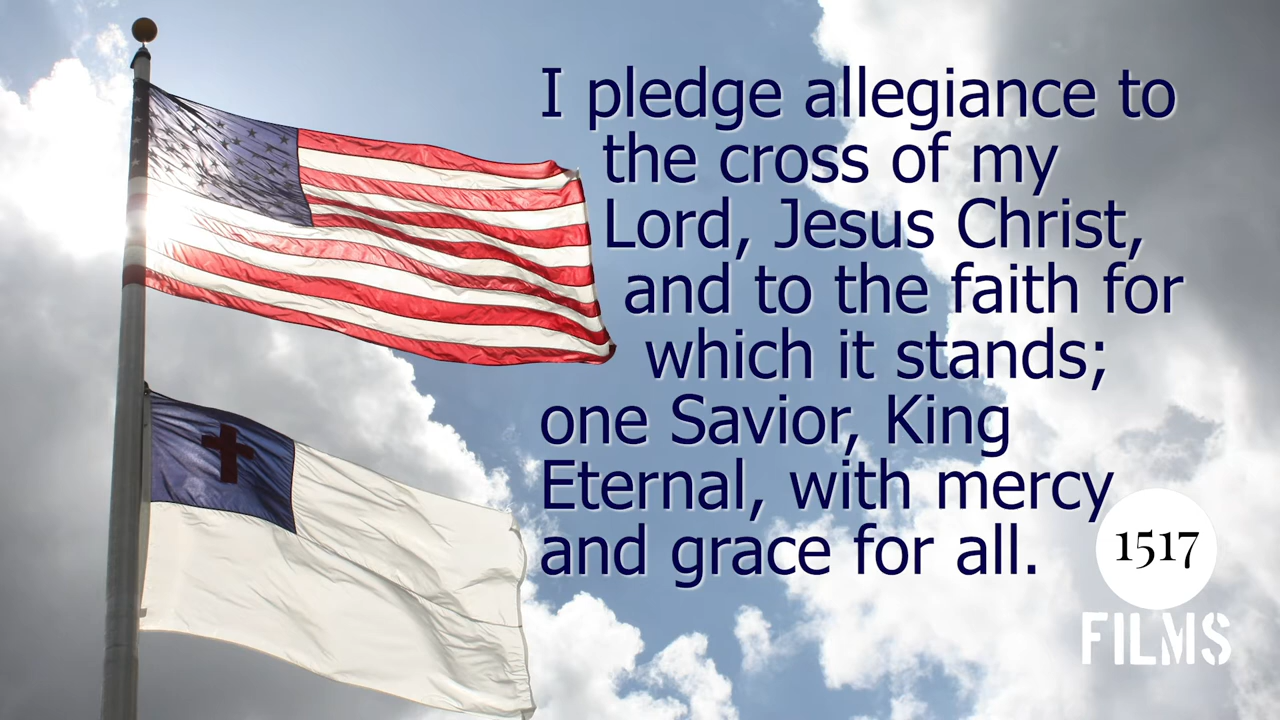 I pledge allegiance to
the cross of my
Lord, Jesus Christ,
and to the faith for
which it stands;
one Savior, King
Eternal, with mercy
and grace for all.
1517
FILMS